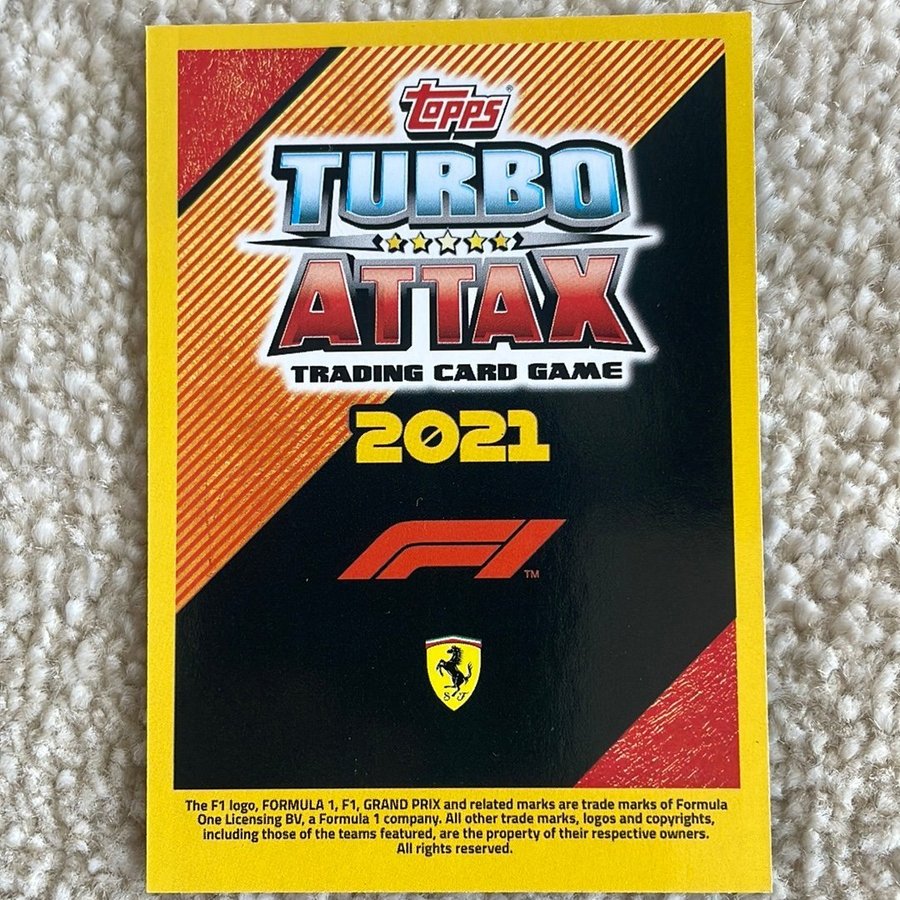 Topps®
TURBO
ATTAX
TRADING CARD GAME
2021
F1™
S F
The F1 logo, FORMULA 1, F1, GRAND PRIX and related marks are trade marks of Formula
One Licensing BV, a Formula 1 company. All other trade marks, logos and copyrights,
including those of the teams featured, are the property of their respective owners.
All rights reserved.